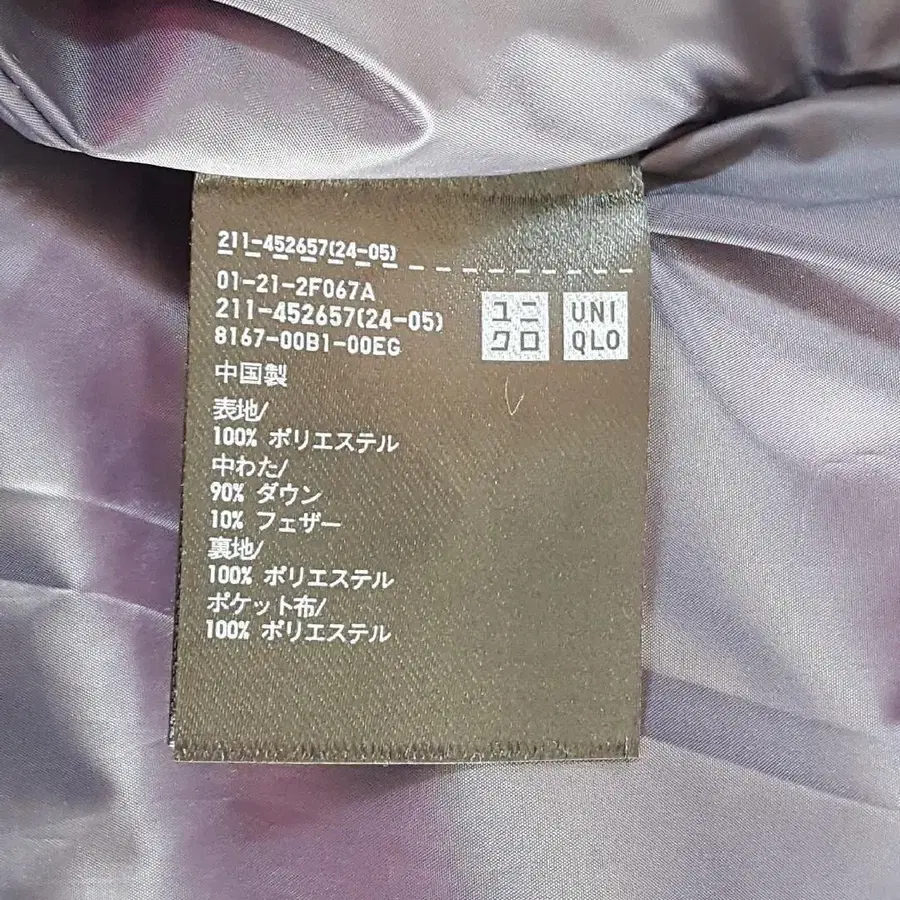 211-452657(24-05)
01-21-2F067A
211-452657(24-05)
8167-00B1-00EG
ユニ
クロ
UNI
QLO
中国製
表地/
100% ポリエステル
中わた/
90% ダウン
10% フェザー
裏地/
100% ポリエステル
ポケット布/
100% ポリエステル